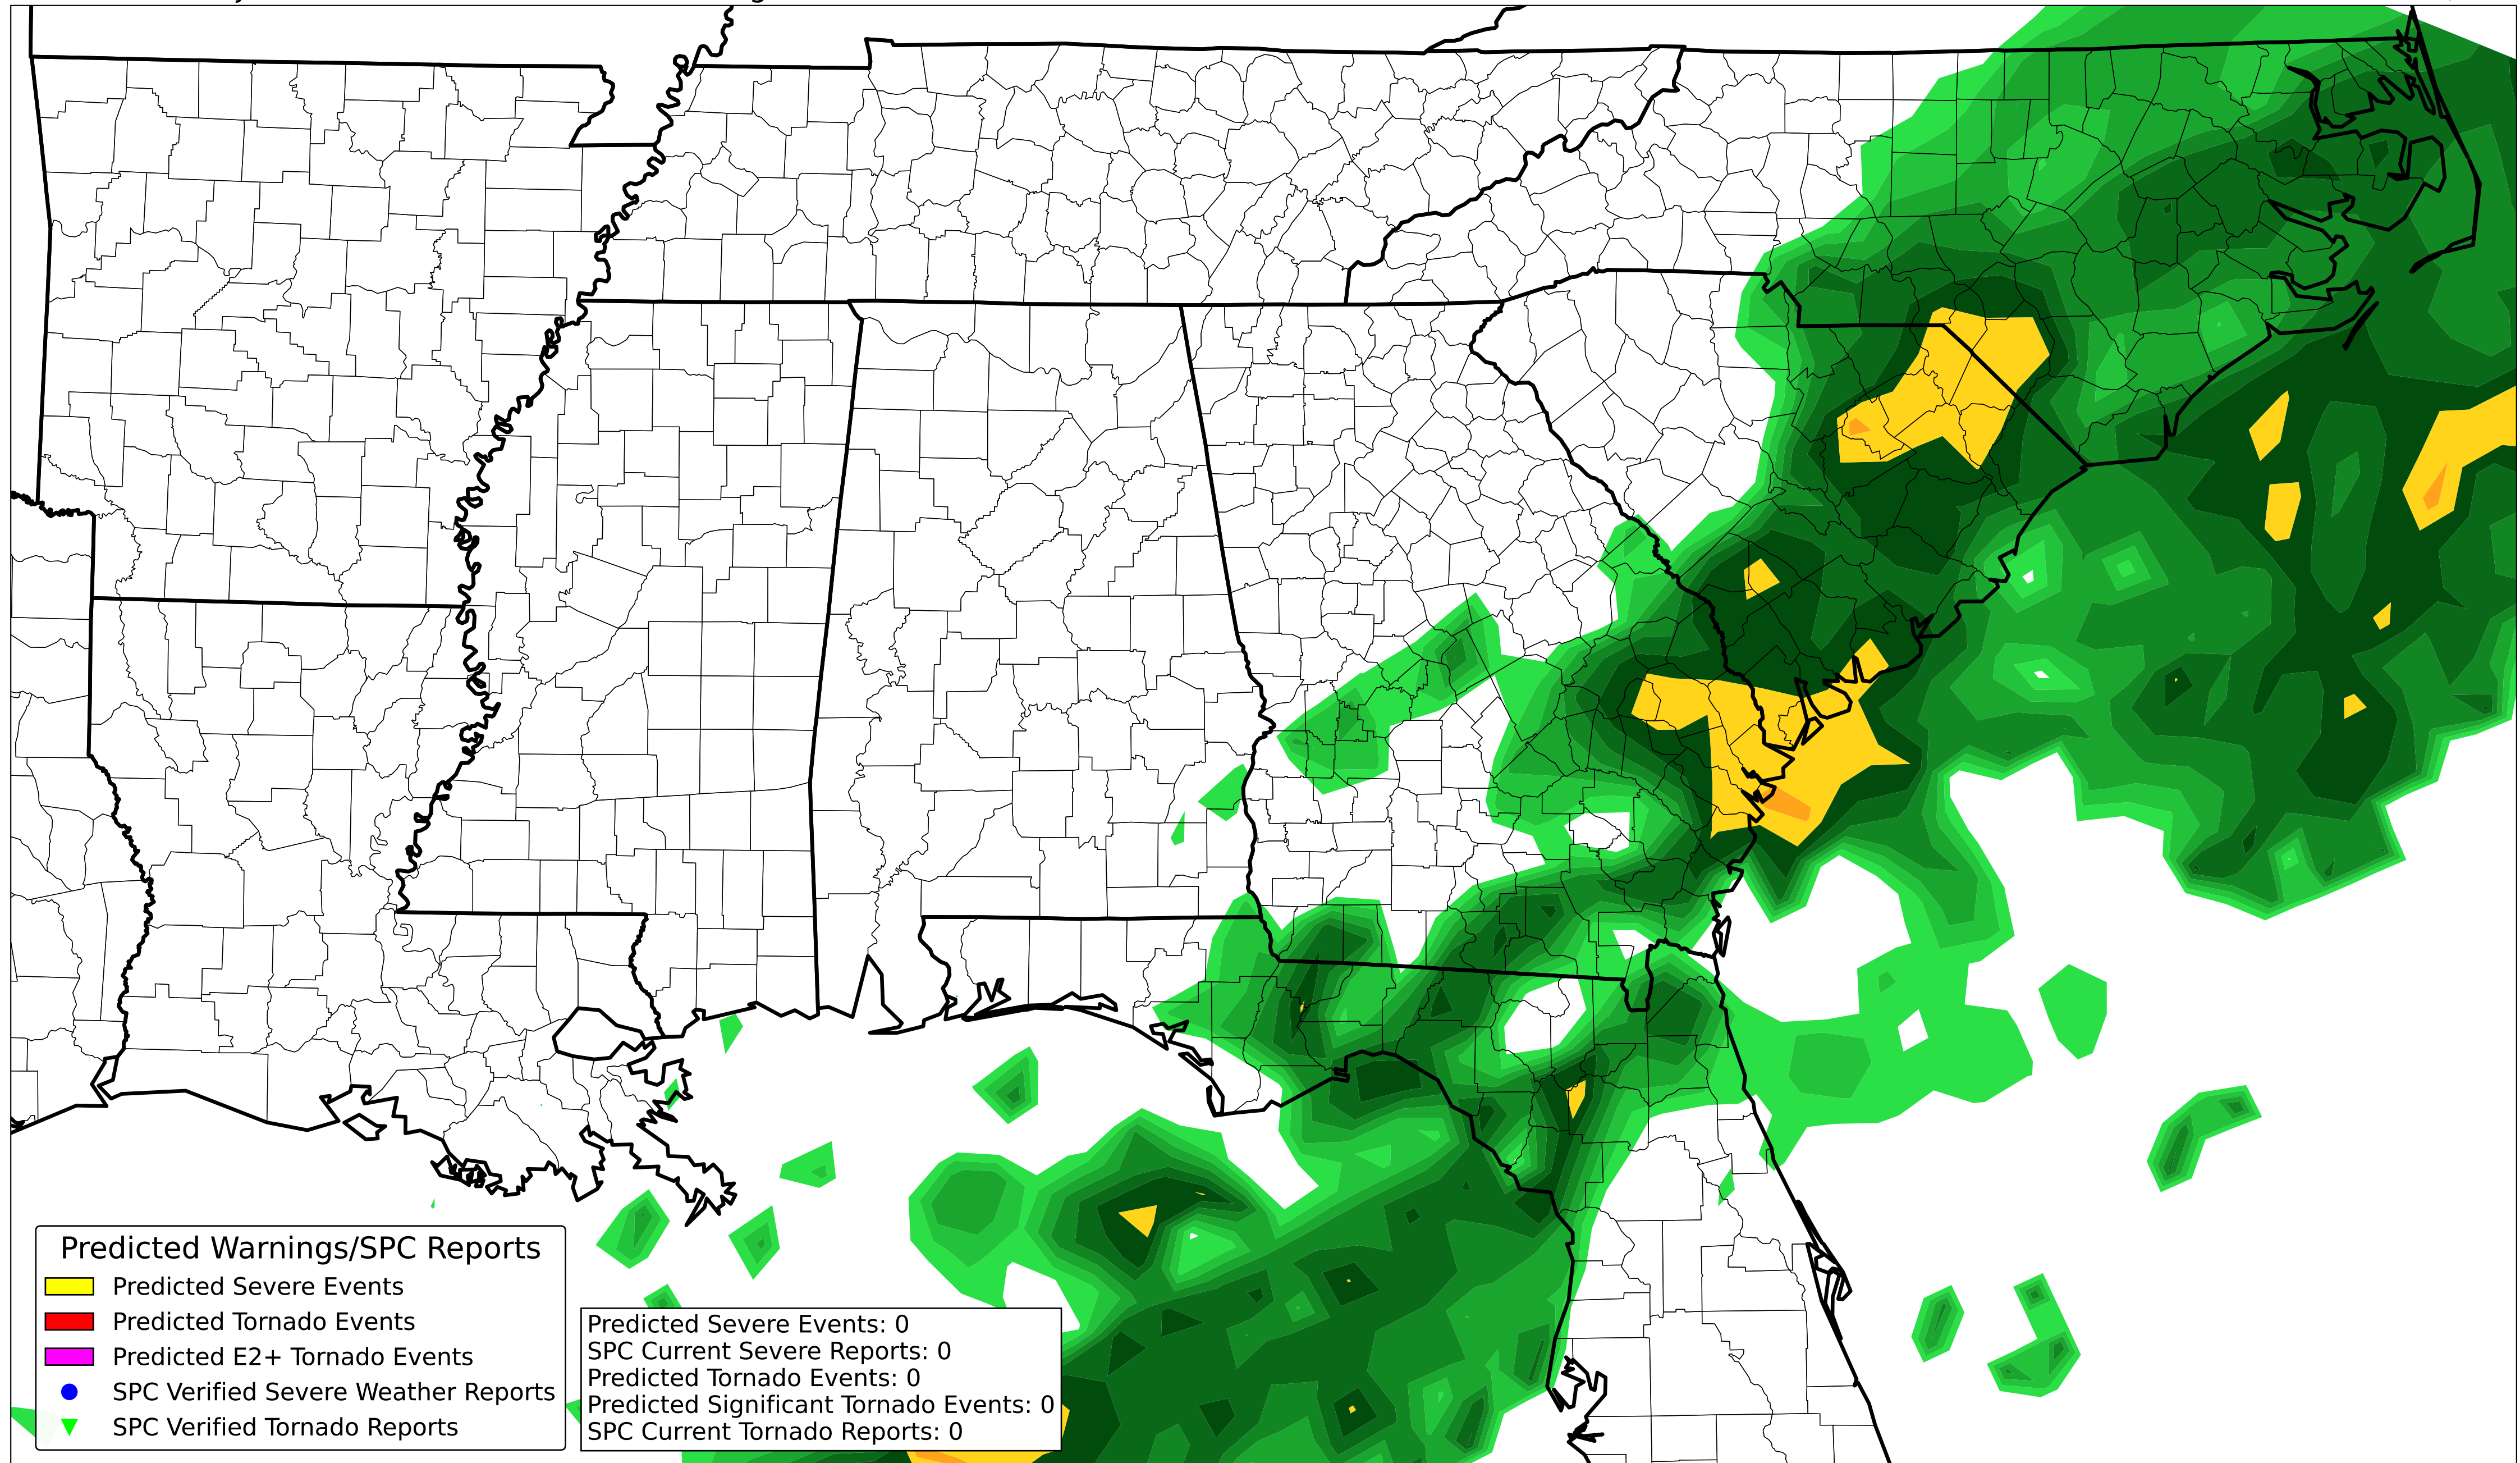 Predicted Warnings/SPC Reports
Predicted Severe Events
Predicted Tornado Events
Predicted E2+ Tornado Events
SPC Verified Severe Weather Reports
SPC Verified Tornado Reports
Predicted Severe Events: 0
SPC Current Severe Reports: 0
Predicted Tornado Events: 0
Predicted Significant Tornado Events: 0
SPC Current Tornado Reports: 0